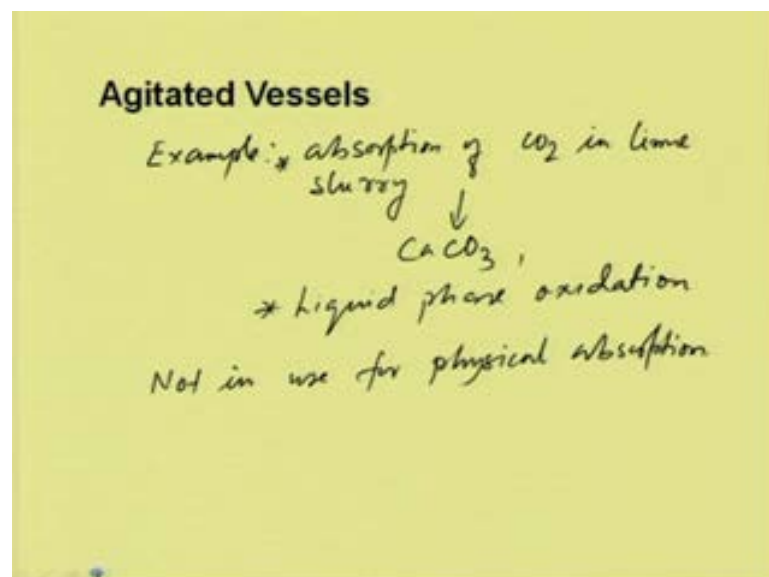 Agitated Vessels
Example: * absorption of CO2 in lime
slurry
↓
CaCO3,
* Liquid phase oxidation
Not in use for physical absorption